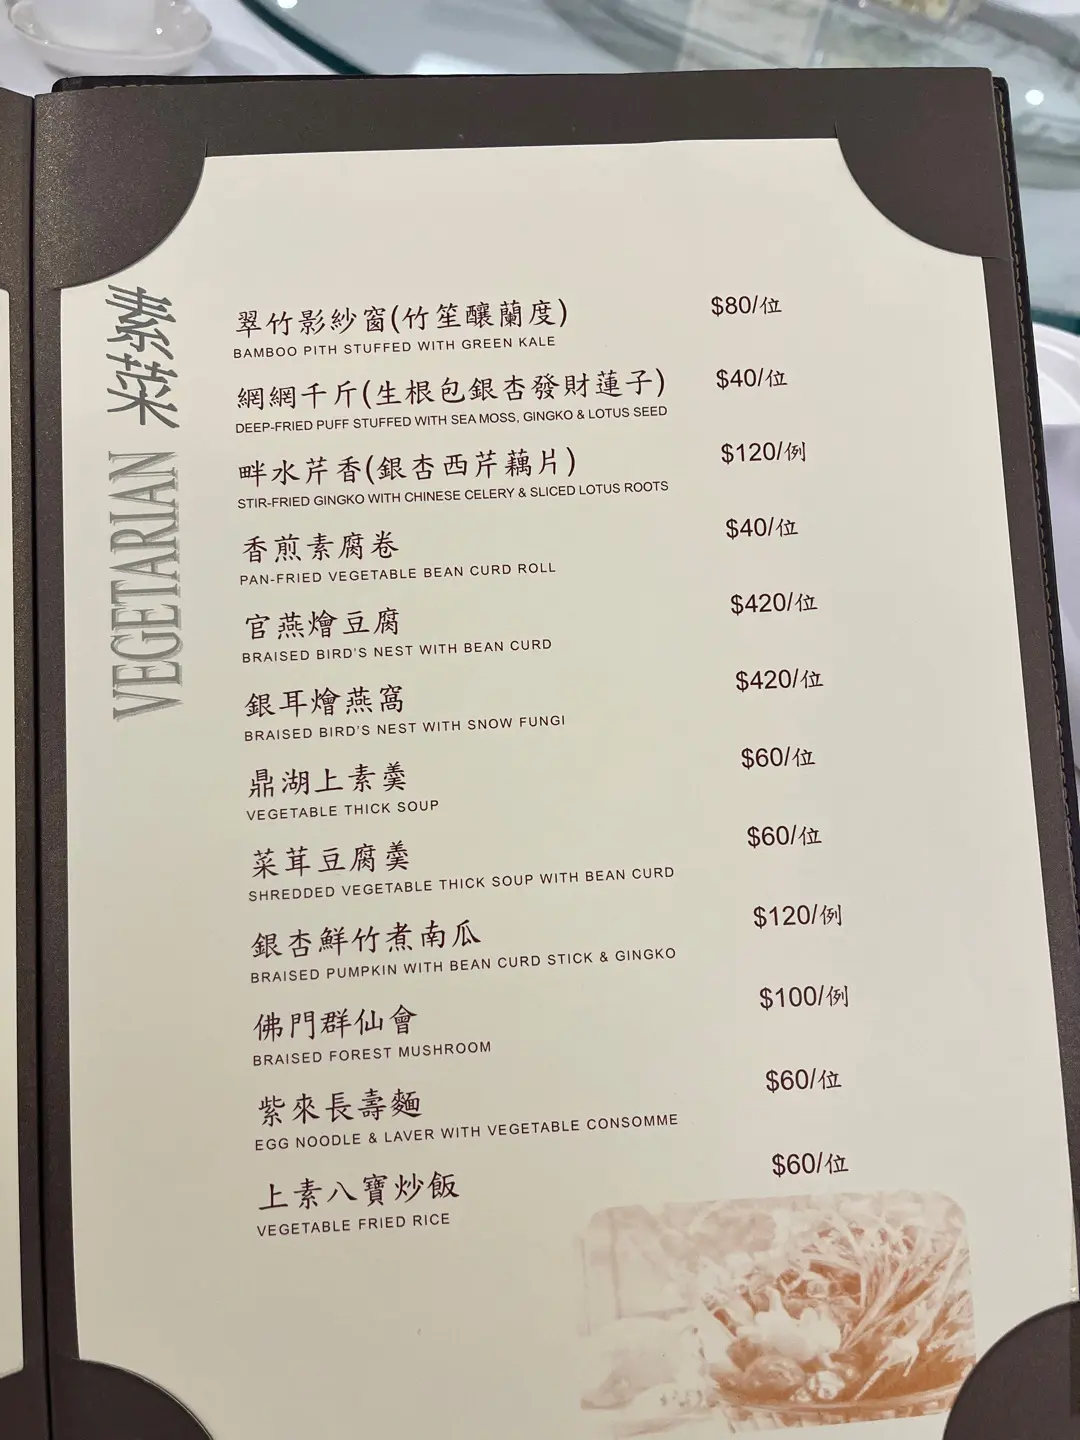 素菜 VEGETARIAN
翠竹影紗窗(竹笙釀蘭度) $80/位
BAMBOO PITH STUFFED WITH GREEN KALE
網網千斤(生根包銀杏發財蓮子) $40/位
DEEP-FRIED PUFF STUFFED WITH SEA MOSS, GINGKO & LOTUS SEED
畔水芹香(銀杏西芹藕片) $120/例
STIR-FRIED GINGKO WITH CHINESE CELERY & SLICED LOTUS ROOTS
香煎素腐卷 $40/位
PAN-FRIED VEGETABLE BEAN CURD ROLL
官燕燴豆腐 $420/位
BRAISED BIRD'S NEST WITH BEAN CURD
銀耳燴燕窩 $420/位
BRAISED BIRD'S NEST WITH SNOW FUNGI
鼎湖上素羹 $60/位
VEGETABLE THICK SOUP
菜茸豆腐羹 $60/位
SHREDDED VEGETABLE THICK SOUP WITH BEAN CURD
銀杏鮮竹煮南瓜 $120/例
BRAISED PUMPKIN WITH BEAN CURD STICK & GINGKO
佛門群仙會 $100/例
BRAISED FOREST MUSHROOM
紫來長壽麵 $60/位
EGG NOODLE & LAVER WITH VEGETABLE CONSOMME
上素八寶炒飯 $60/位
VEGETABLE FRIED RICE